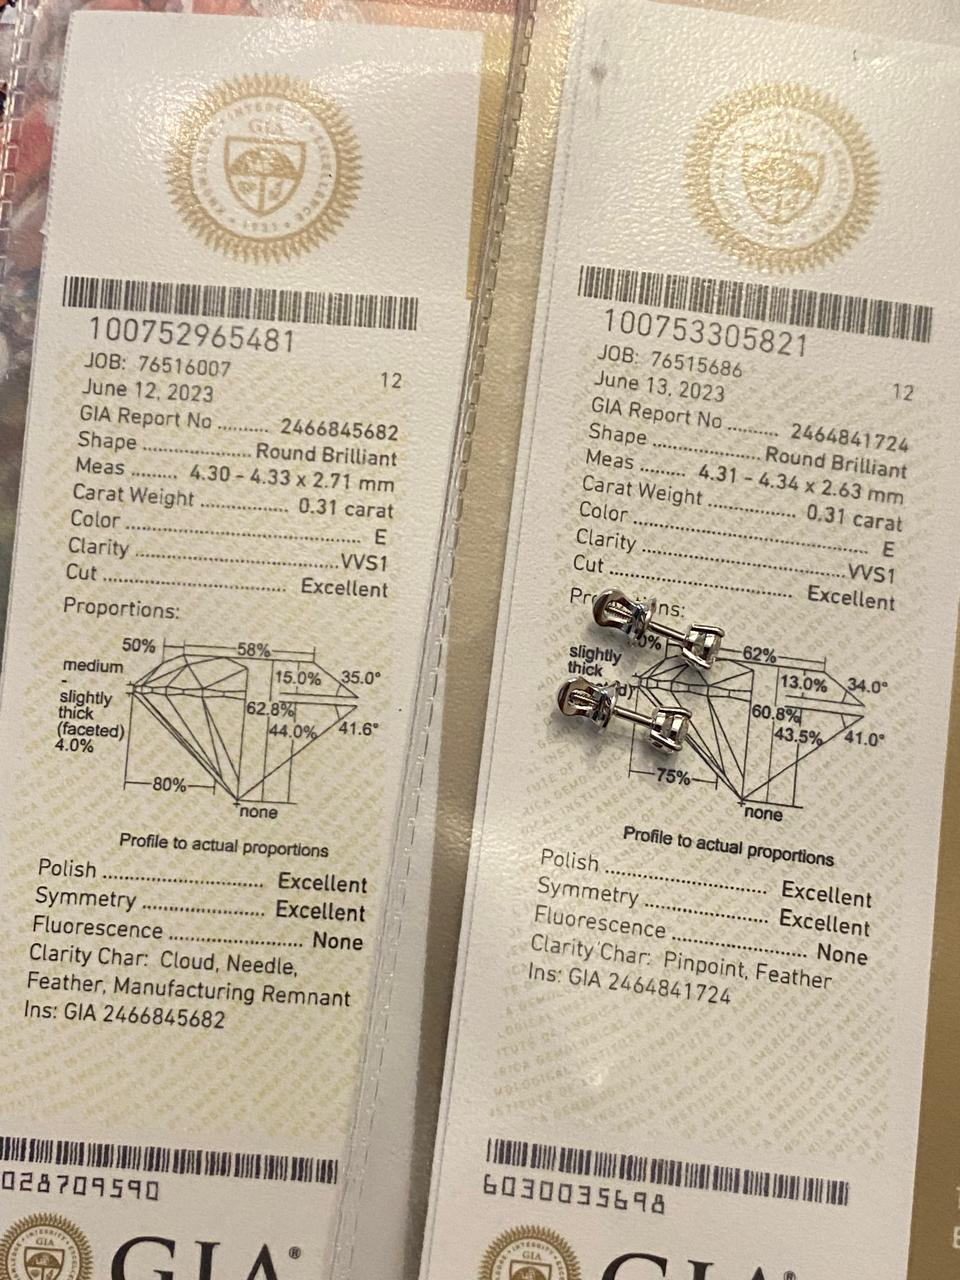 GIA
100752965481
JOB: 76516007
12
June 12, 2023
GIA Report No .......... 2466845682
Shape .................... Round Brilliant
Meas ........ 4.30 - 4.33 x 2.71 mm
Carat Weight ................ 0.31 carat
Color .......................................... E
Clarity ..................................... VVS1
Cut .............................. Excellent
Proportions:
50%
58%
medium
-
slightly
thick
(faceted)
4.0%
15.0%
35.0°
62.8%
44.0%
41.6°
80%
none
Profile to actual proportions
Polish .............................. Excellent
Symmetry ....................... Excellent
Fluorescence ......................... None
Clarity Char: Cloud, Needle,
Feather, Manufacturing Remnant
Ins: GIA 2466845682
028709590
GIA®
GIA
100753305821
JOB: 76515686
12
June 13, 2023
GIA Report No .......... 2464841724
Shape .................... Round Brilliant
Meas ........ 4.31 - 4.34 x 2.63 mm
Carat Weight ................ 0.31 carat
Color .......................................... E
Clarity ..................................... VVS1
Cut .............................. Excellent
62%
slightly
thick
13.0%
34.0°
60.8%
43.5%
41.0°
75%
none
Profile to actual proportions
Polish .............................. Excellent
Symmetry ....................... Excellent
Fluorescence ......................... None
Clarity Char: Pinpoint, Feather
Ins: GIA 2464841724
6030035698
GIA
GIA®